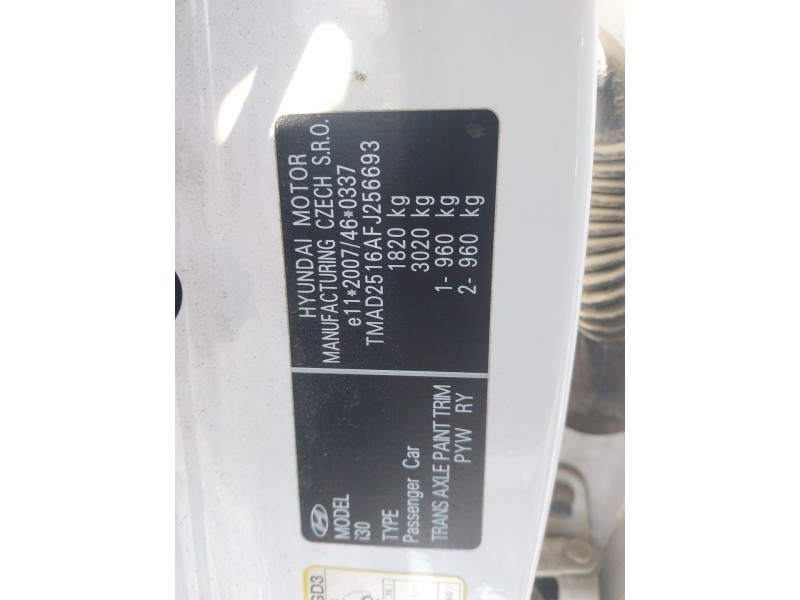 HYUNDAI MOTOR
MANUFACTURING CZECH S.R.O.
e11*2007/46*0337
TMAD2516AFJ256693
1820 kg
3020 kg
1- 960 kg
2- 960 kg
MODEL
i30
TYPE
Passenger Car
TRANS AXLE PAINT TRIM
PYW RY
GD3